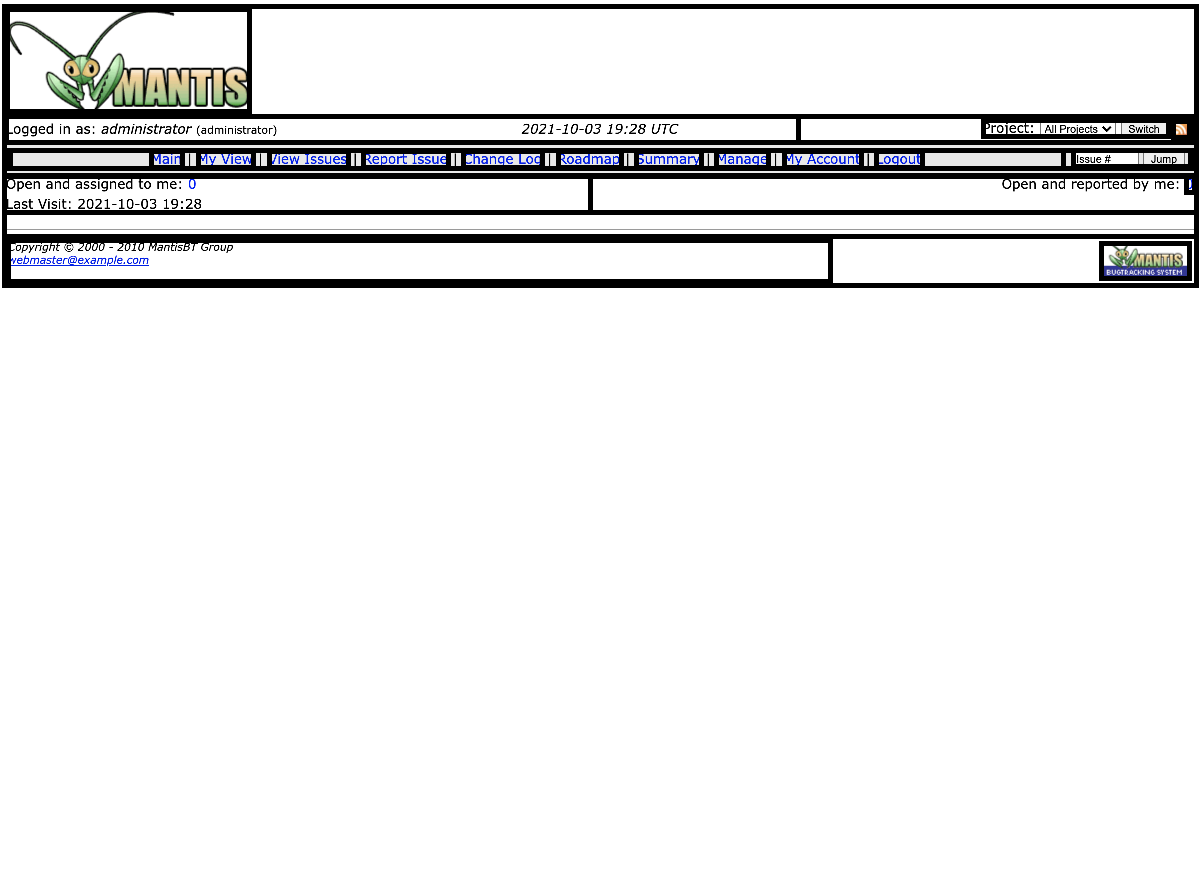 MANTIS
Logged in as: administrator (administrator)
2021-10-03 19:28 UTC
Project: All Projects Switch
Main | My View | View Issues | Report Issue | Change Log | Roadmap | Summary | Manage | My Account | Logout
Issue # Jump
Open and assigned to me: 0
Open and reported by me:
Last Visit: 2021-10-03 19:28
Copyright © 2000 - 2010 MantisBT Group
webmaster@example.com
MANTIS
BUGTRACKING SYSTEM